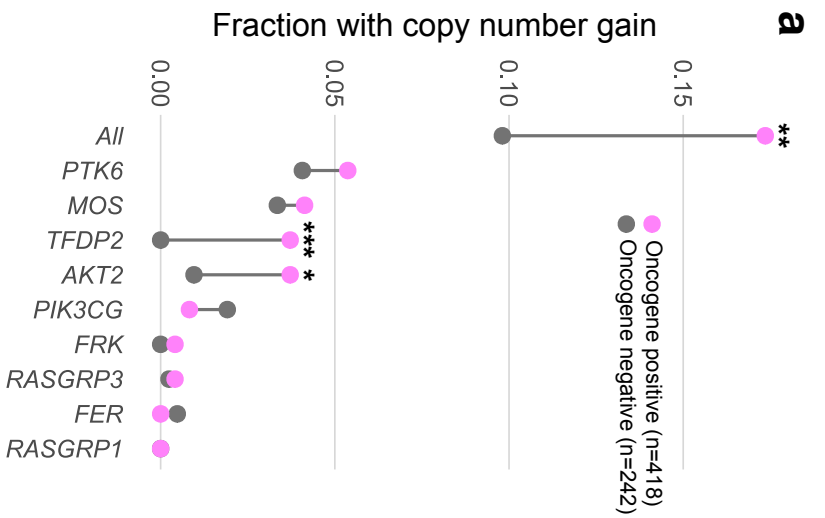 a
Fraction with copy number gain
0.00
0.05
0.10
0.15
All
**
PTK6
MOS
TFDP2
***
AKT2
*
PIK3CG
FRK
RASGRP3
FER
RASGRP1
Oncogene positive (n=418)
Oncogene negative (n=242)